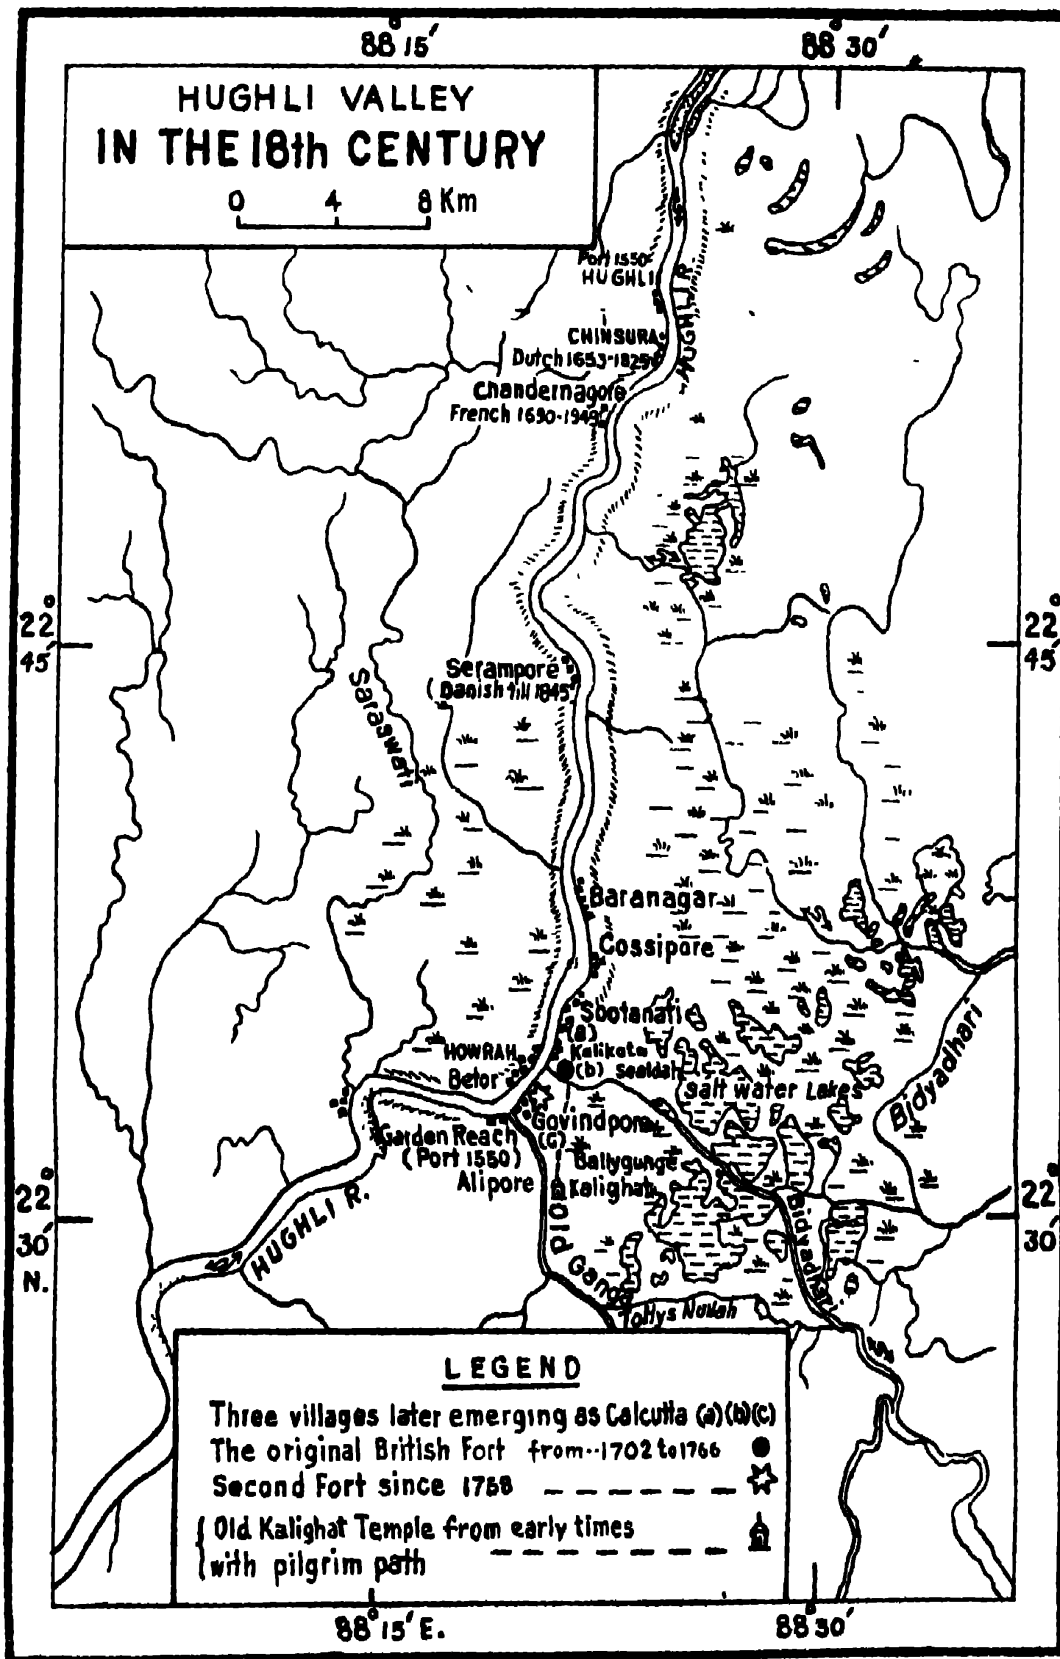 88°15′
88°30′
HUGHLI VALLEY
IN THE 18th CENTURY
0 4 8 Km
Port 1550
HUGHLI
HUGHLI R.
CHINSURA
Dutch 1653-1825
Chandernagore
French 1690-1949
22°
45′
22°
45′
Serampore
(Danish till 1845
Saraswati
Baranagar
Cossipore
Sootanati
(a)
HOWRAH
Kalikata
Betor
(b) Sealdah
Salt water Lakes
Bidyadhari
Govindpore
(C)
Garden Reach
(Port 1550)
Ballygunge
Alipore
Kalighat
22°
30′
N.
22°
30′
HUGHLI R.
Old Ganga
Bidyadhari
Tollys Nullah
LEGEND
Three villages later emerging as Calcutta (a)(b)(c)
The original British Fort from--1702 to 1766
Second Fort since 1758
Old Kalighat Temple from early times
with pilgrim path
88°15′ E.
88°30′